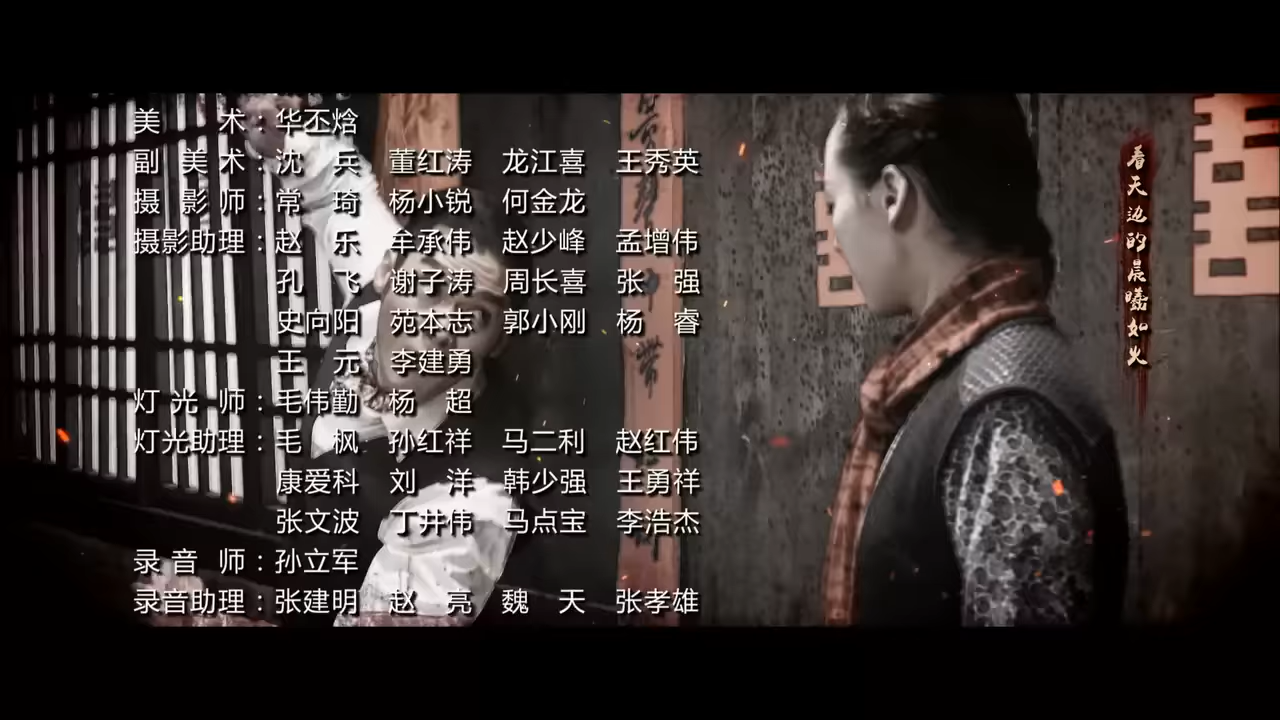 美术：华丕焓
副美术：沈兵 董红涛 龙江喜 王秀英
摄影师：常琦 杨小锐 何金龙
摄影助理：赵乐 牟承伟 赵少峰 孟增伟
孔飞 谢子涛 周长喜 张强
史向阳 苑本志 郭小刚 杨睿
王元 李建勇
灯光师：毛伟勤 杨超
灯光助理：毛枫 孙红祥 马二利 赵红伟
康爱科 刘洋 韩少强 王勇祥
张文波 丁井伟 马点宝 李浩杰
录音师：孙立军
录音助理：张建明 赵亮 魏天 张孝雄
看天边的晨曦如火